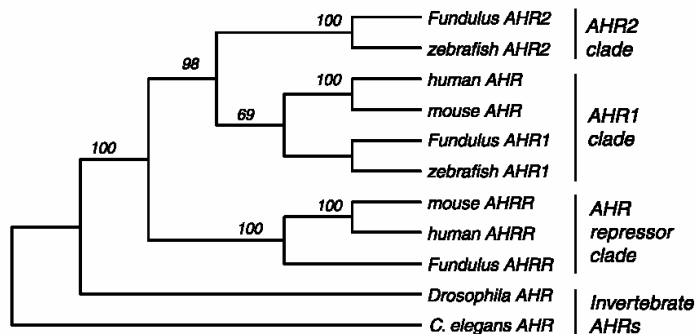 100
Fundulus AHR2
zebrafish AHR2
AHR2
clade
98
100
human AHR
mouse AHR
69
Fundulus AHR1
zebrafish AHR1
AHR1
clade
100
100
mouse AHRR
human AHRR
100
Fundulus AHRR
AHR
repressor
clade
Drosophila AHR
C. elegans AHR
Invertebrate
AHRs